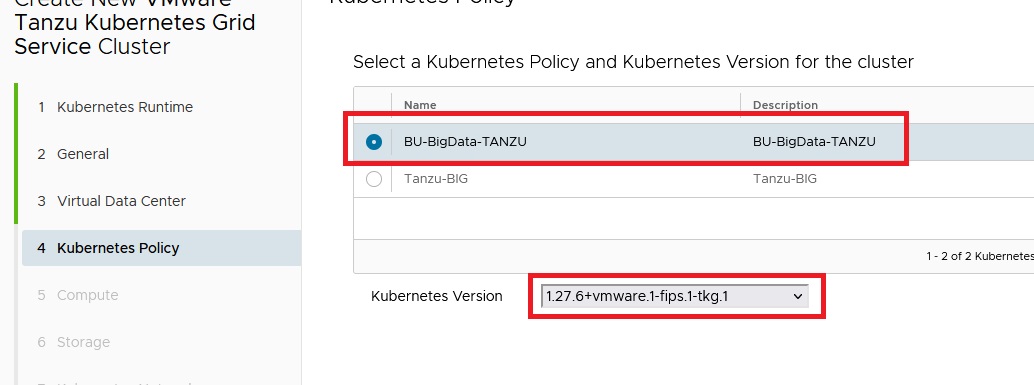 Create New VMware
Tanzu Kubernetes Grid
Service Cluster
1 Kubernetes Runtime
2 General
3 Virtual Data Center
4 Kubernetes Policy
5 Compute
6 Storage
Kubernetes Policy
Select a Kubernetes Policy and Kubernetes Version for the cluster
Name Description
BU-BigData-TANZU BU-BigData-TANZU
Tanzu-BIG Tanzu-BIG
1 - 2 of 2 Kubernetes
Kubernetes Version 1.27.6+vmware.1-fips.1-tkg.1